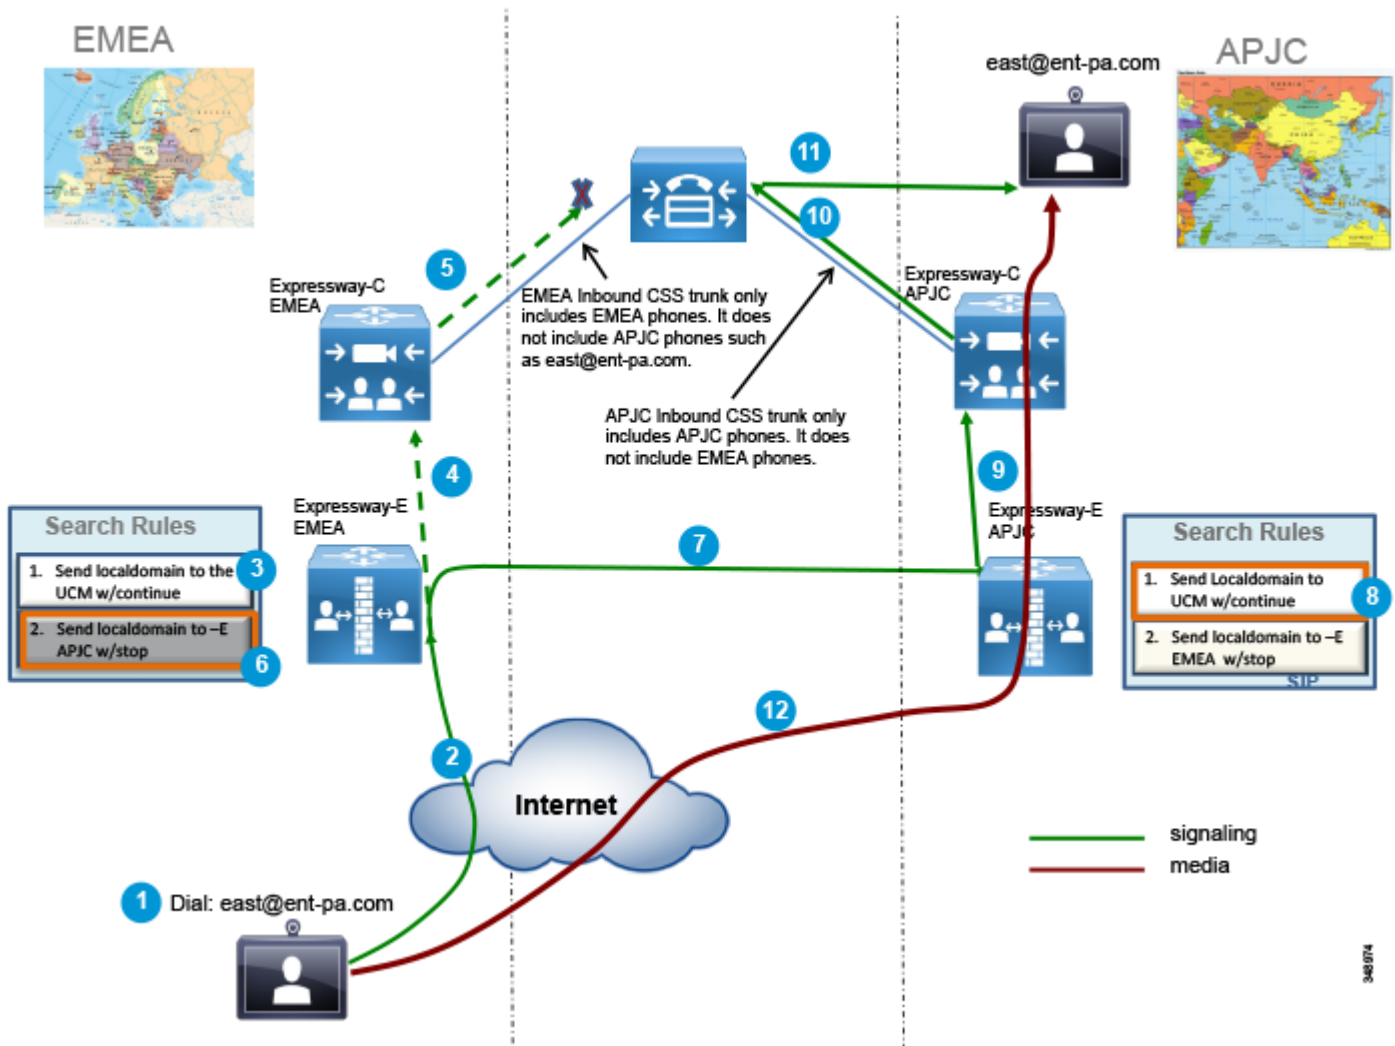 EMEA
APJC
east@ent-pa.com
11
10
5
Expressway-C
EMEA
EMEA Inbound CSS trunk only
includes EMEA phones. It does
not include APJC phones such
as east@ent-pa.com.
Expressway-C
APJC
APJC Inbound CSS trunk only
includes APJC phones. It does
not include EMEA phones.
4
9
Expressway-E
EMEA
Expressway-E
APJC
7
Search Rules
1. Send localdomain to the
UCM w/continue
3
2. Send localdomain to –E
APJC w/stop
6
Search Rules
1. Send Localdomain to
UCM w/continue
8
2. Send localdomain to –E
EMEA w/stop
SIP
12
2
Internet
signaling
media
1 Dial: east@ent-pa.com
348974